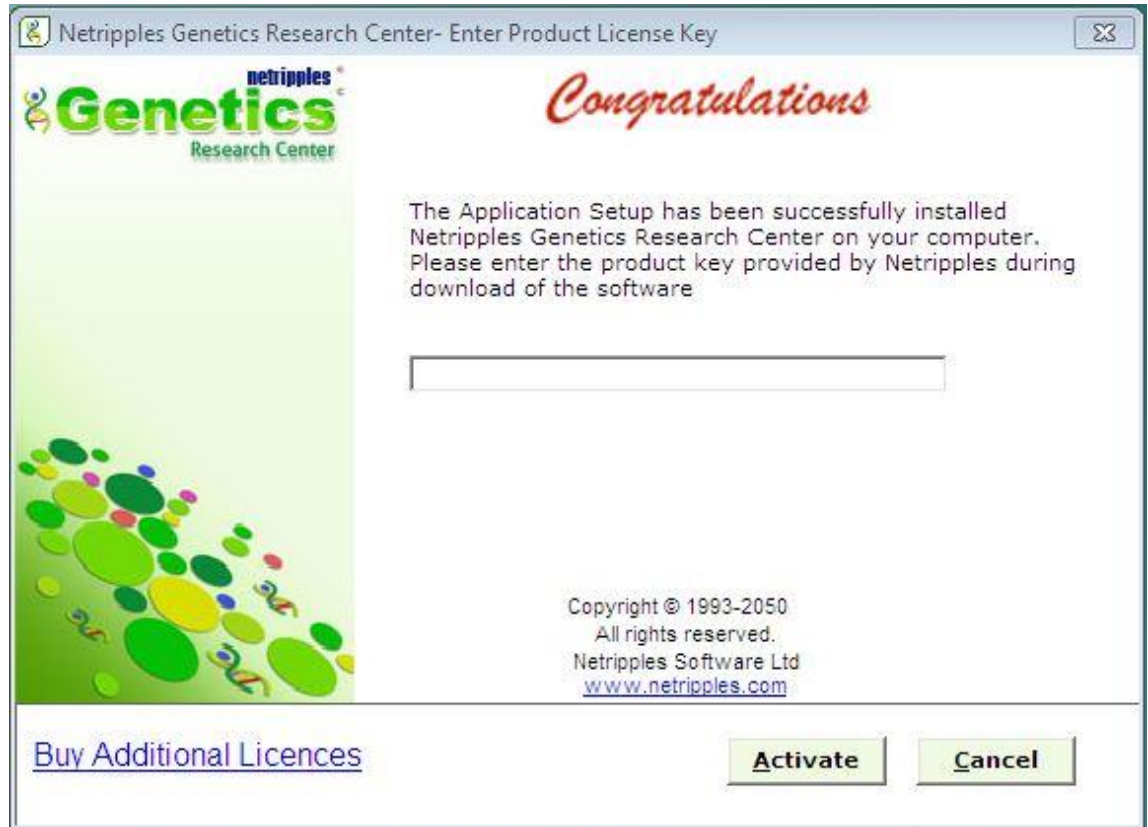 Netripples Genetics Research Center- Enter Product License Key
netripples
Genetics
Research Center
Congratulations
The Application Setup has been successfully installed
Netripples Genetics Research Center on your computer.
Please enter the product key provided by Netripples during
download of the software
Copyright © 1993-2050
All rights reserved.
Netripples Software Ltd
www.netripples.com
Buy Additional Licences
Activate
Cancel